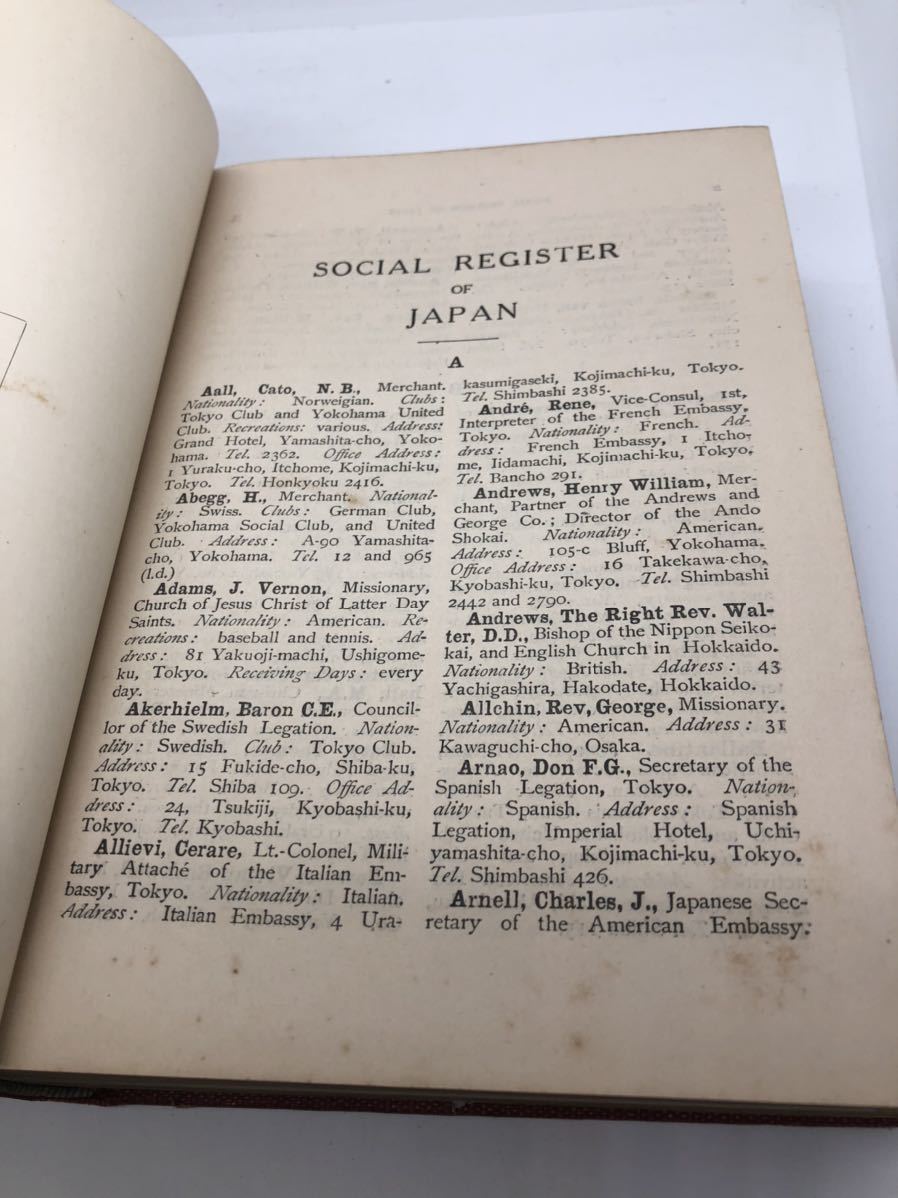 SOCIAL REGISTER
OF
JAPAN
A
Aall, Cato, N. B., Merchant.
Nationality: Norwegian. Clubs:
Tokyo Club and Yokohama United
Club. Recreations: various. Address:
Grand Hotel, Yamashita-cho, Yoko-
hama. Tel. 2362. Office Address:
1 Yuraku-cho, Itchome, Kojimachi-ku,
Tokyo. Tel. Honkyoku 2416.
Abegg, H., Merchant. National-
ity: Swiss. Clubs: German Club,
Yokohama Social Club, and United
Club. Address: A-90 Yamashita-
cho, Yokohama. Tel. 12 and 965
(l.d.)
Adams, J. Vernon, Missionary,
Church of Jesus Christ of Latter Day
Saints. Nationality: American. Re-
creations: baseball and tennis. Ad-
dress: 81 Yakuoji-machi, Ushigome-
ku, Tokyo. Receiving Days: every
day.
Akerhielm, Baron C.E., Council-
lor of the Swedish Legation. Nation-
ality: Swedish. Club: Tokyo Club.
Address: 15 Fukide-cho, Shiba-ku,
Tokyo. Tel. Shiba 109. Office Ad-
dress: 24, Tsukiji, Kyobashi-ku,
Tokyo. Tel. Kyobashi.
Allievi, Cerare, Lt.-Colonel, Mili-
tary Attaché of the Italian Em-
bassy, Tokyo. Nationality: Italian.
Address: Italian Embassy, 4 Ura-
kasumigaseki, Kojimachi-ku, Tokyo.
Tel. Shimbashi 2385.
André, Rene, Vice-Consul, 1st,
Interpreter of the French Embassy,
Tokyo. Nationality: French. Ad-
dress: French Embassy, 1 Itcho-
me, Iidamachi, Kojimachi-ku, Tokyo.
Tel. Bancho 291.
Andrews, Henry William, Mer-
chant, Partner of the Andrews and
George Co.; Director of the Ando
Shokai. Nationality: American.
Address: 105-c Bluff, Yokohama.
Office Address: 16 Takekawa-cho,
Kyobashi-ku, Tokyo. Tel. Shimbashi
2442 and 2790.
Andrews, The Right Rev. Wal-
ter, D.D., Bishop of the Nippon Seiko-
kai, and English Church in Hokkaido.
Nationality: British. Address: 43
Yachigashira, Hakodate, Hokkaido.
Allchin, Rev, George, Missionary.
Nationality: American. Address: 31
Kawaguchi-cho, Osaka.
Arnao, Don F.G., Secretary of the
Spanish Legation, Tokyo. Nation-
ality: Spanish. Address: Spanish
Legation, Imperial Hotel, Uchi-
yamashita-cho, Kojimachi-ku, Tokyo.
Tel. Shimbashi 426.
Arnell, Charles, J., Japanese Sec-
retary of the American Embassy.